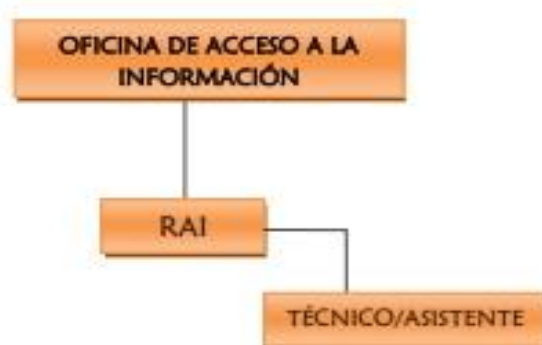 OFICINA DE ACCESO A LA
INFORMACIÓN
RAI
TÉCNICO/ASISTENTE